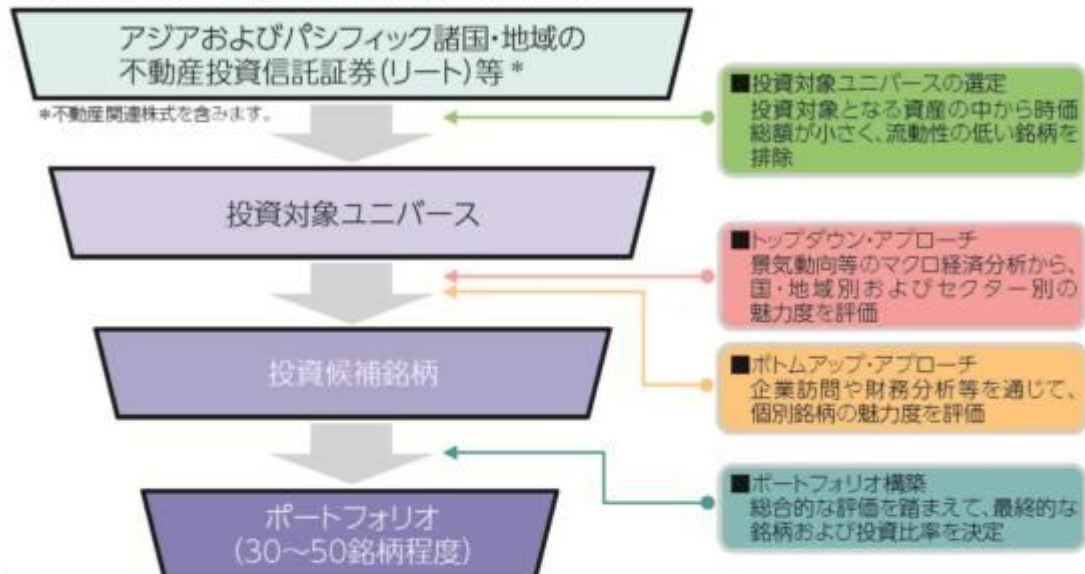 アジアおよびパシフィック諸国・地域の
不動産投資信託証券(リート)等*
*不動産関連株式を含みます。
■投資対象ユニバースの選定
投資対象となる資産の中から時価
総額が小さく、流動性の低い銘柄を
排除
投資対象ユニバース
■トップダウン・アプローチ
景気動向等のマクロ経済分析から、
国・地域別およびセクター別の
魅力度を評価
投資候補銘柄
■ボトムアップ・アプローチ
企業訪問や財務分析等を通じて、
個別銘柄の魅力度を評価
■ポートフォリオ構築
総合的な評価を踏まえて、最終的な
銘柄および投資比率を決定
ポートフォリオ
(30〜50銘柄程度)